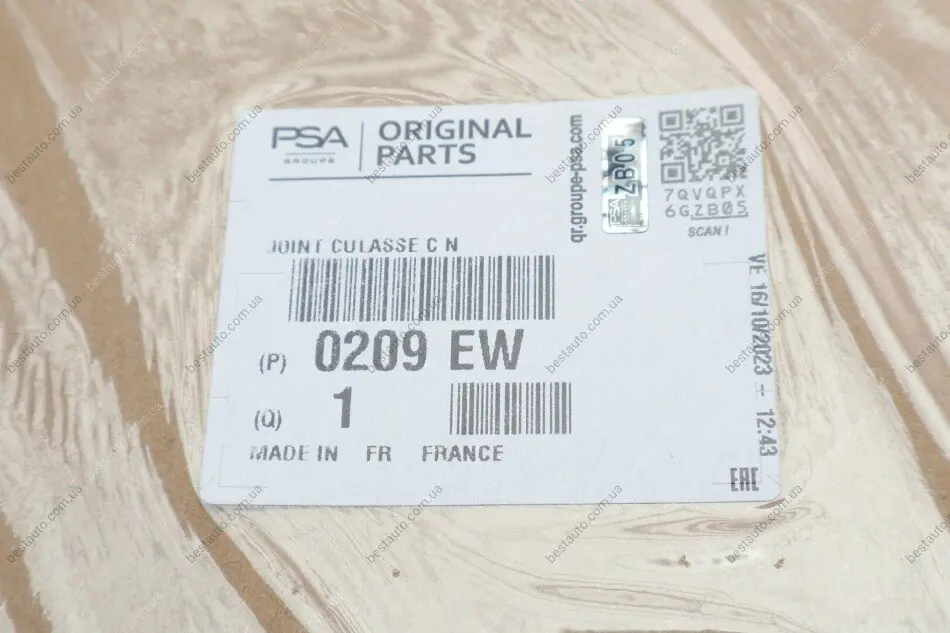 PSA
GROUPE
ORIGINAL
PARTS
qr.groupe-psa.com
PSA
ZB05
7QVQPX
6GZB05
SCAN!
JOINT CULASSE C N
(P) 0209 EW
(Q) 1
MADE IN FR FRANCE
VE 16/10/2023 - 12:43
EAC
bestauto.com.ua